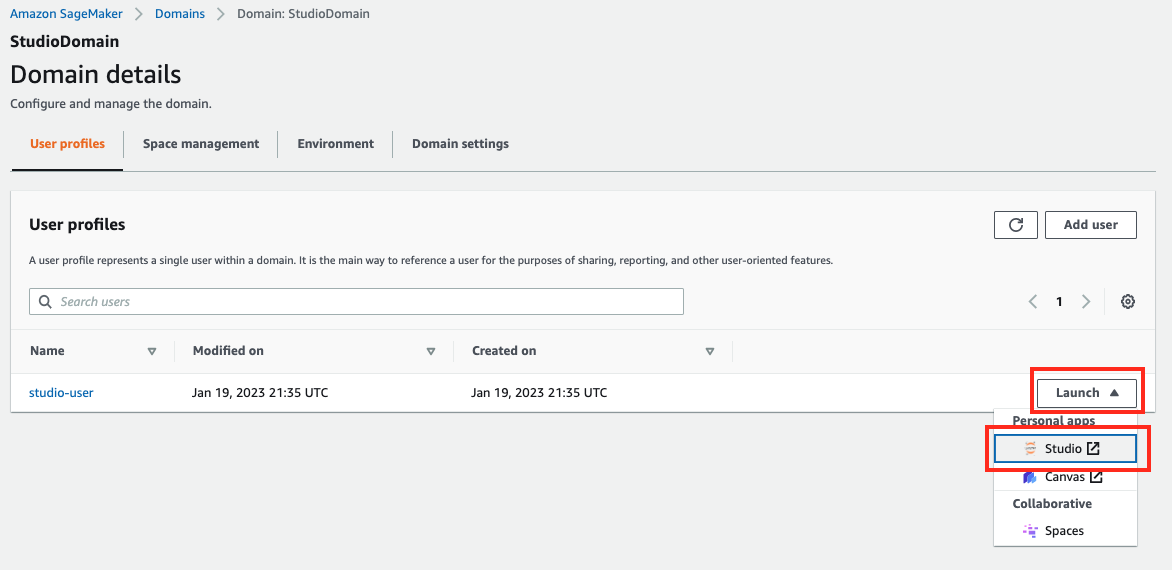 Amazon SageMaker > Domains > Domain: StudioDomain
StudioDomain
Domain details
Configure and manage the domain.
User profiles Space management Environment Domain settings
User profiles
Add user
A user profile represents a single user within a domain. It is the main way to reference a user for the purposes of sharing, reporting, and other user-oriented features.
Search users
1
Name Modified on Created on
studio-user Jan 19, 2023 21:35 UTC Jan 19, 2023 21:35 UTC Launch
Personal apps
Studio
Canvas
Collaborative
Spaces